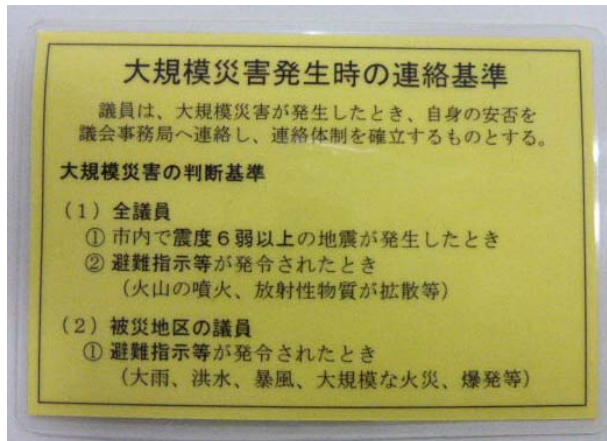 大規模災害発生時の連絡基準
議員は、大規模災害が発生したとき、自身の安否を
議会事務局へ連絡し、連絡体制を確立するものとする。
大規模災害の判断基準
（１）全議員
① 市内で震度６弱以上の地震が発生したとき
② 避難指示等が発令されたとき
（火山の噴火、放射性物質が拡散等）
（２）被災地区の議員
① 避難指示等が発令されたとき
（大雨、洪水、暴風、大規模な火災、爆発等）